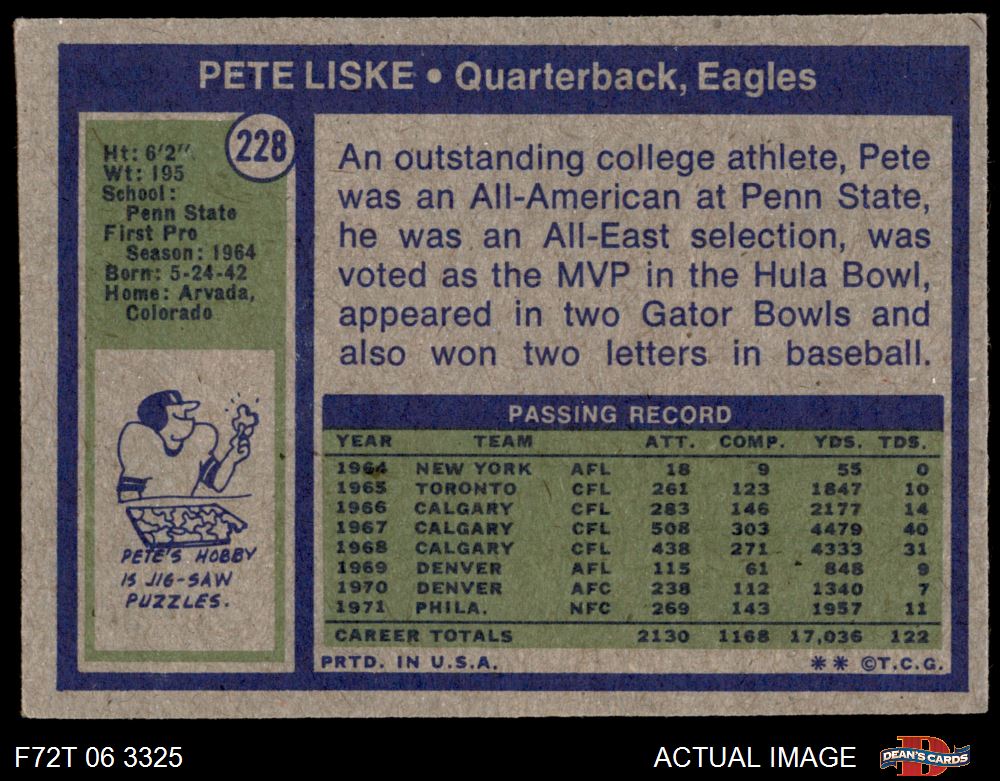 PETE LISKE • Quarterback, Eagles
228
Ht: 6'2"
Wt: 195
School:
Penn State
First Pro
Season: 1964
Born: 5-24-42
Home: Arvada,
Colorado
PETE'S HOBBY
IS JIG-SAW
PUZZLES.
An outstanding college athlete, Pete
was an All-American at Penn State,
he was an All-East selection, was
voted as the MVP in the Hula Bowl,
appeared in two Gator Bowls and
also won two letters in baseball.
PASSING RECORD
YEAR TEAM ATT. COMP. YDS. TDS.
1964 NEW YORK AFL 18 9 55 0
1965 TORONTO CFL 261 123 1847 10
1966 CALGARY CFL 283 146 2177 14
1967 CALGARY CFL 508 303 4479 40
1968 CALGARY CFL 438 271 4333 31
1969 DENVER AFL 115 61 848 9
1970 DENVER AFC 238 112 1340 7
1971 PHILA. NFC 269 143 1957 11
CAREER TOTALS 2130 1168 17,036 122
PRTD. IN U.S.A. ** ©T.C.G.
F72T 06 3325 ACTUAL IMAGE D DEAN'S CARDS